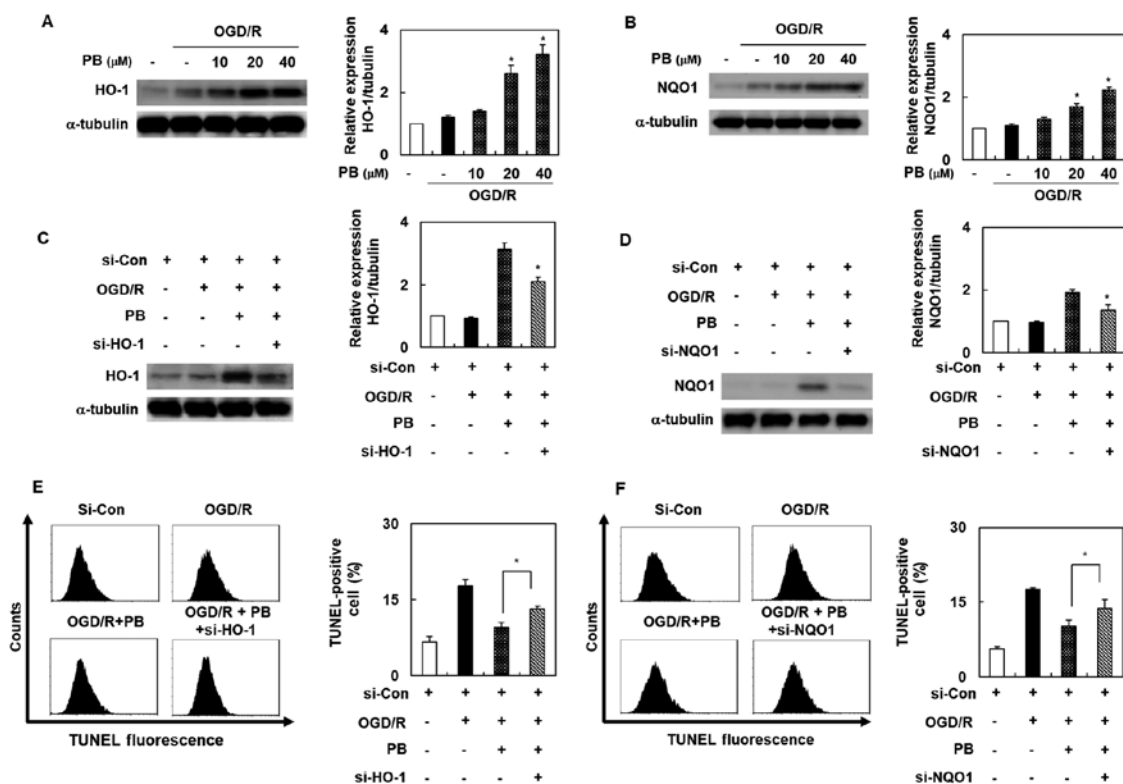 A
OGD/R
PB (μM) - - 10 20 40
HO-1
α-tubulin
Relative expression
HO-1/tubulin
4
2
0
* *
- - 10 20 40
PB (μM)
OGD/R
B
OGD/R
PB (μM) - - 10 20 40
NQO1
α-tubulin
Relative expression
NQO1/tubulin
4
2
0
* *
- - 10 20 40
PB (μM)
OGD/R
C
si-Con + + + +
OGD/R - + + +
PB - - + +
si-HO-1 - - - +
HO-1
α-tubulin
Relative expression
HO-1/tubulin
4
2
0
*
si-Con + + + +
OGD/R - + + +
PB - - + +
si-HO-1 - - - +
D
si-Con + + + +
OGD/R - + + +
PB - - + +
si-NQO1 - - - +
NQO1
α-tubulin
Relative expression
NQO1/tubulin
4
2
0
*
si-Con + + + +
OGD/R - + + +
PB - - + +
si-NQO1 - - - +
E
Si-Con
OGD/R
OGD/R+PB
OGD/R + PB
+si-HO-1
Counts
TUNEL fluorescence
TUNEL-positive
cell (%)
30
15
0
*
si-Con + + + +
OGD/R - + + +
PB - - + +
si-HO-1 - - - +
F
Si-Con
OGD/R
OGD/R+PB
OGD/R + PB
+si-NQO1
Counts
TUNEL fluorescence
TUNEL-positive
cell (%)
30
15
0
*
si-Con + + + +
OGD/R - + + +
PB - - + +
si-NQO1 - - - +